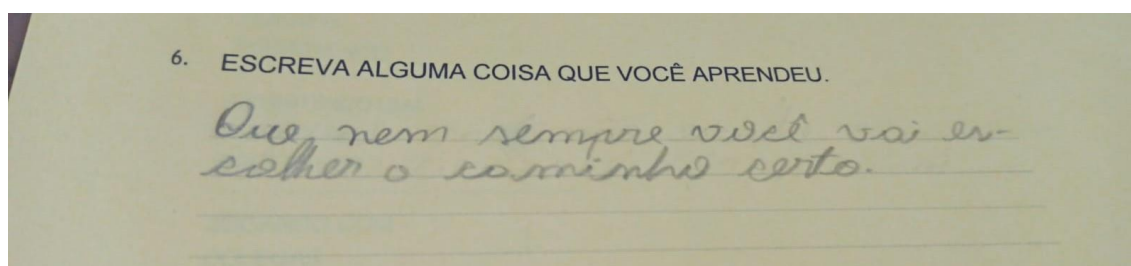 6. ESCREVA ALGUMA COISA QUE VOCÊ APRENDEU.
Que nem sempre você vai es-
colher o caminho certo.